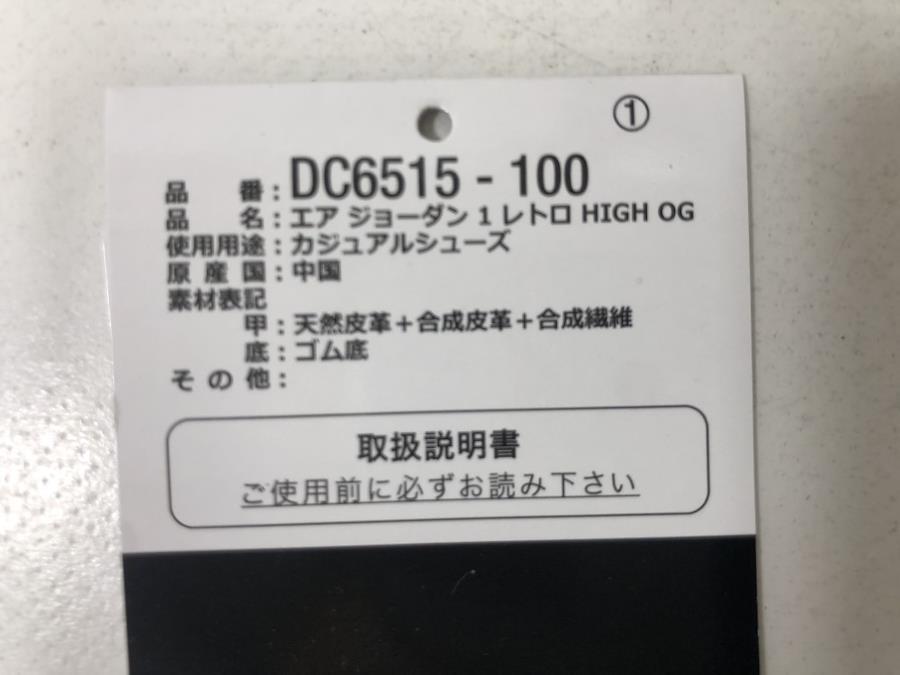 ①
品 番：DC6515 - 100
品 名：エア ジョーダン 1 レトロ HIGH OG
使用用途：カジュアルシューズ
原 産 国：中国
素材表記
甲：天然皮革＋合成皮革＋合成繊維
底：ゴム底
そ の 他：
取扱説明書
ご使用前に必ずお読み下さい